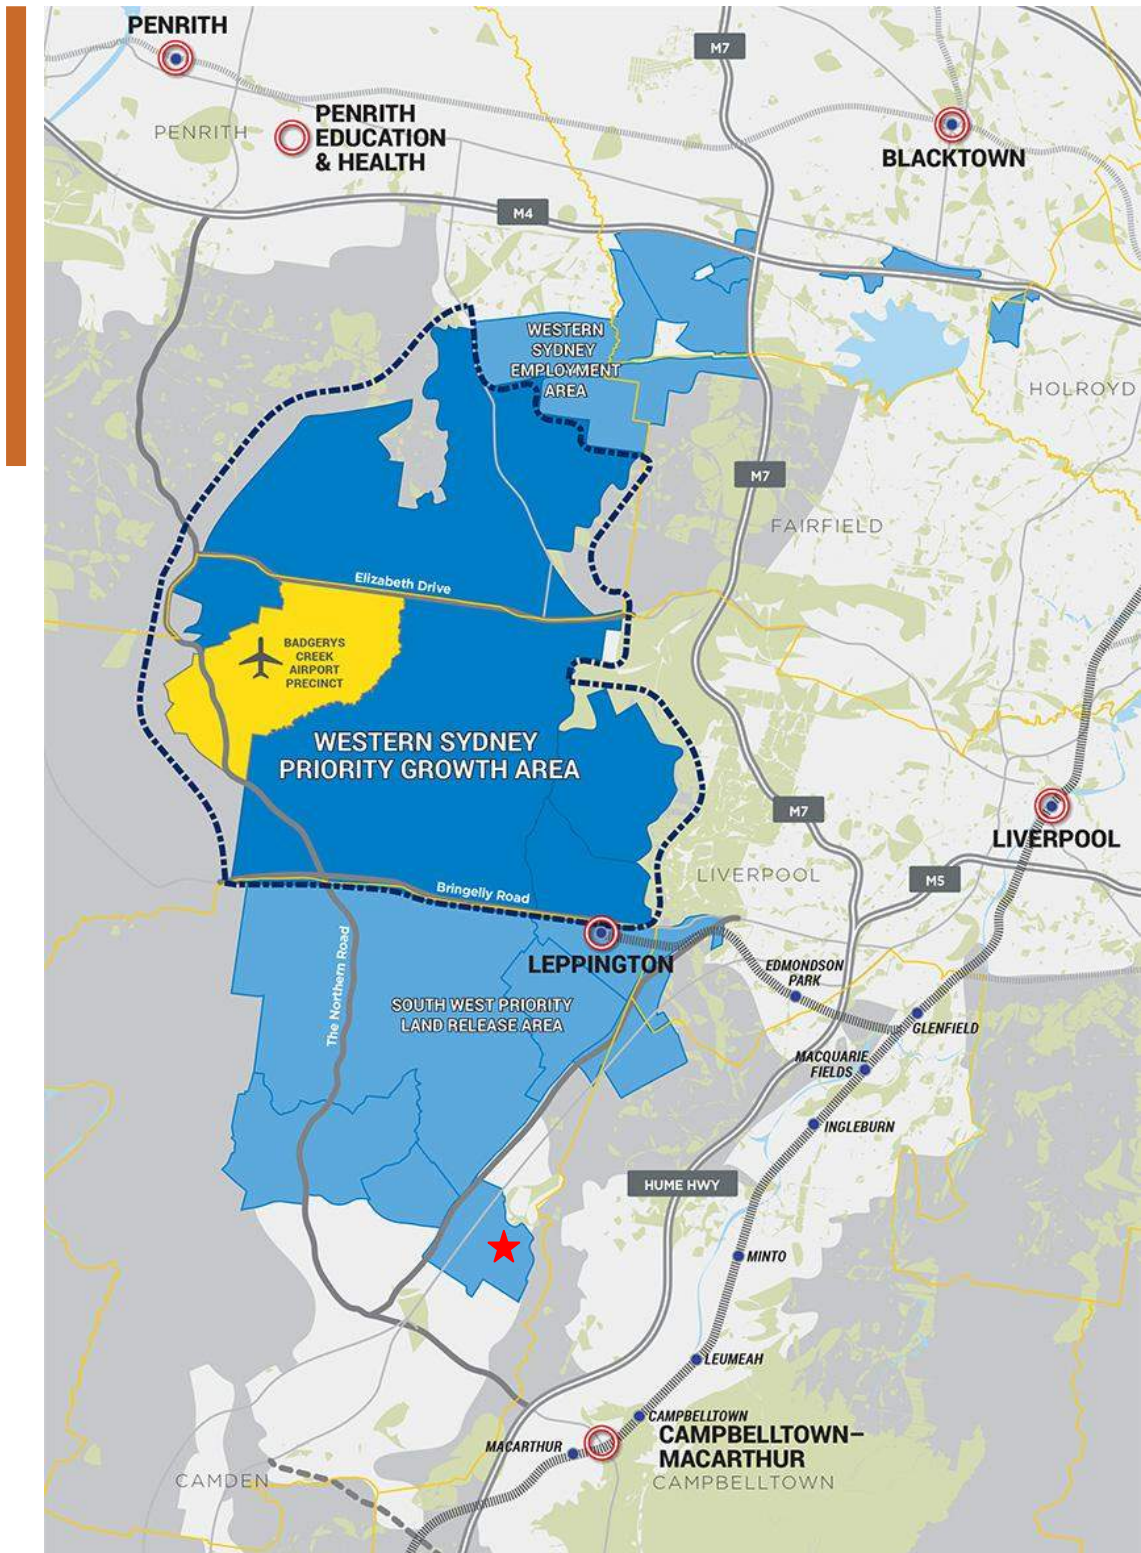 PENRITH
M7
PENRITH
PENRITH
EDUCATION
& HEALTH
BLACKTOWN
M4
WESTERN
SYDNEY
EMPLOYMENT
AREA
HOLROYD
M7
FAIRFIELD
Elizabeth Drive
BADGERYS
CREEK
AIRPORT
PRECINCT
WESTERN SYDNEY
PRIORITY GROWTH AREA
M7
LIVERPOOL
LIVERPOOL
M5
Bringelly Road
The Northern Road
LEPPINGTON
EDMONDSON
PARK
SOUTH WEST PRIORITY
LAND RELEASE AREA
GLENFIELD
MACQUARIE
FIELDS
INGLEBURN
HUME HWY
MINTO
LEUMEAH
CAMPBELLTOWN
CAMPBELLTOWN–
MACARTHUR
MACARTHUR
CAMDEN
CAMPBELLTOWN